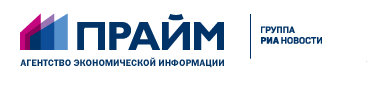 ПРАЙМ
АГЕНТСТВО ЭКОНОМИЧЕСКОЙ ИНФОРМАЦИИ
ГРУППА
РИА НОВОСТИ